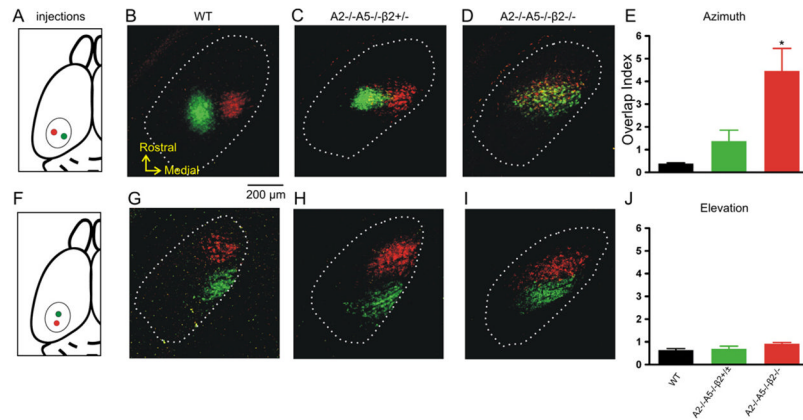 A injections
B WT
C A2-/-A5-/-β2+/-
D A2-/-A5-/-β2-/-
E Azimuth
Overlap Index
6
5
4
3
2
1
0
*
Rostral
Medial
200 μm
F
G
H
I
J Elevation
6
5
4
3
2
1
0
WT
A2-/-A5-/-β2+/±
A2-/-A5-/-β2-/-